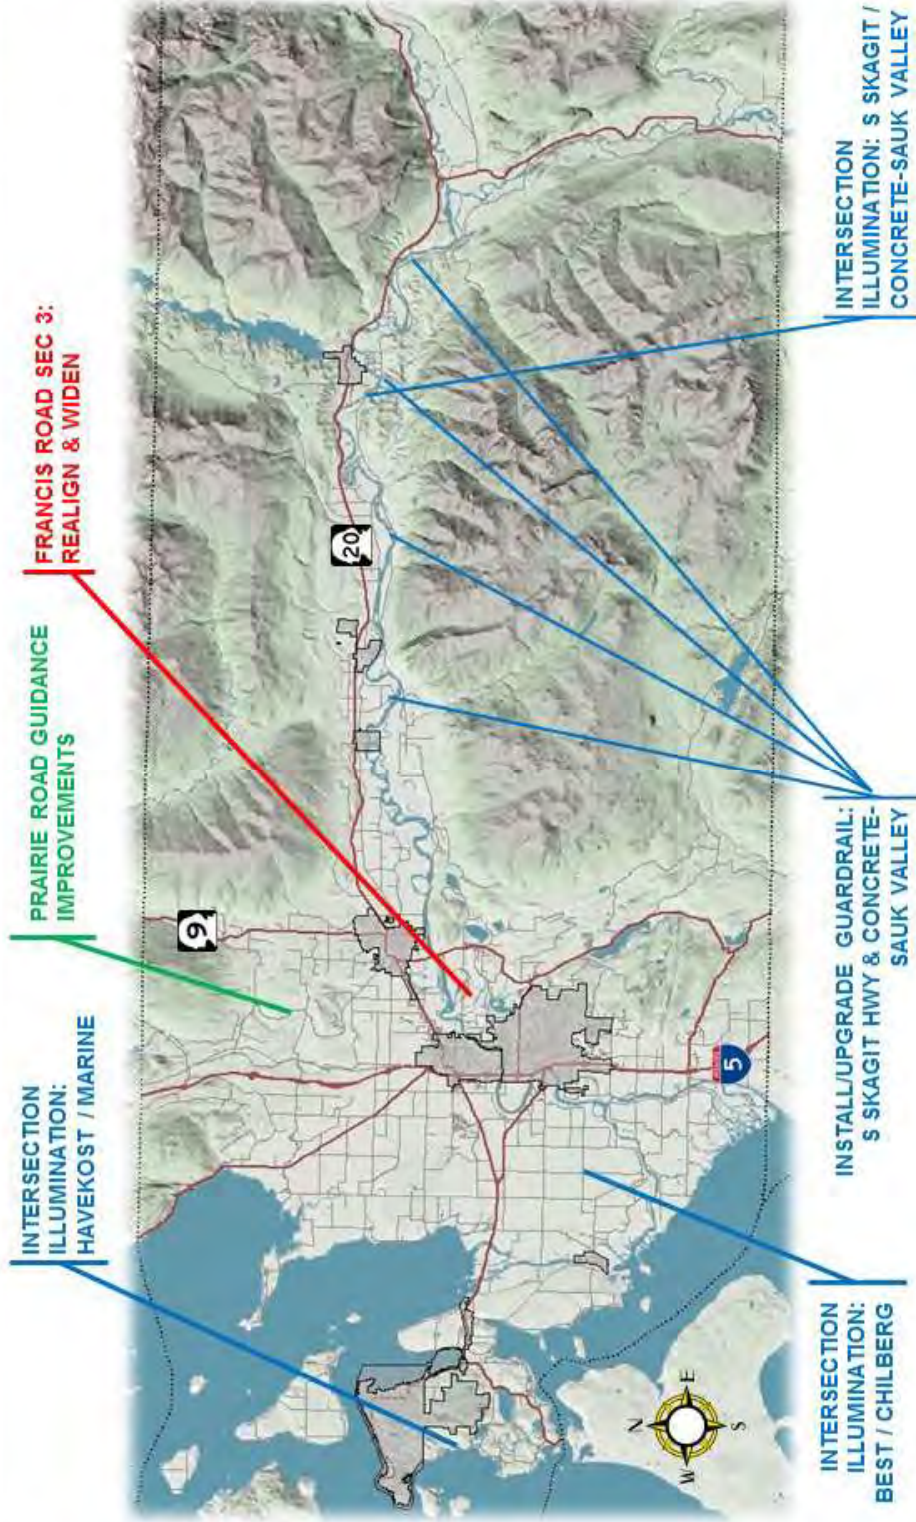 INTERSECTION
ILLUMINATION:
HAVEKOST / MARINE
PRAIRIE ROAD GUIDANCE
IMPROVEMENTS
FRANCIS ROAD SEC 3:
REALIGN & WIDEN
9
20
5
N
W
E
S
INTERSECTION
ILLUMINATION:
BEST / CHILBERG
INSTALL/UPGRADE GUARDRAIL:
S SKAGIT HWY & CONCRETE-
SAUK VALLEY
INTERSECTION
ILLUMINATION: S SKAGIT /
CONCRETE-SAUK VALLEY